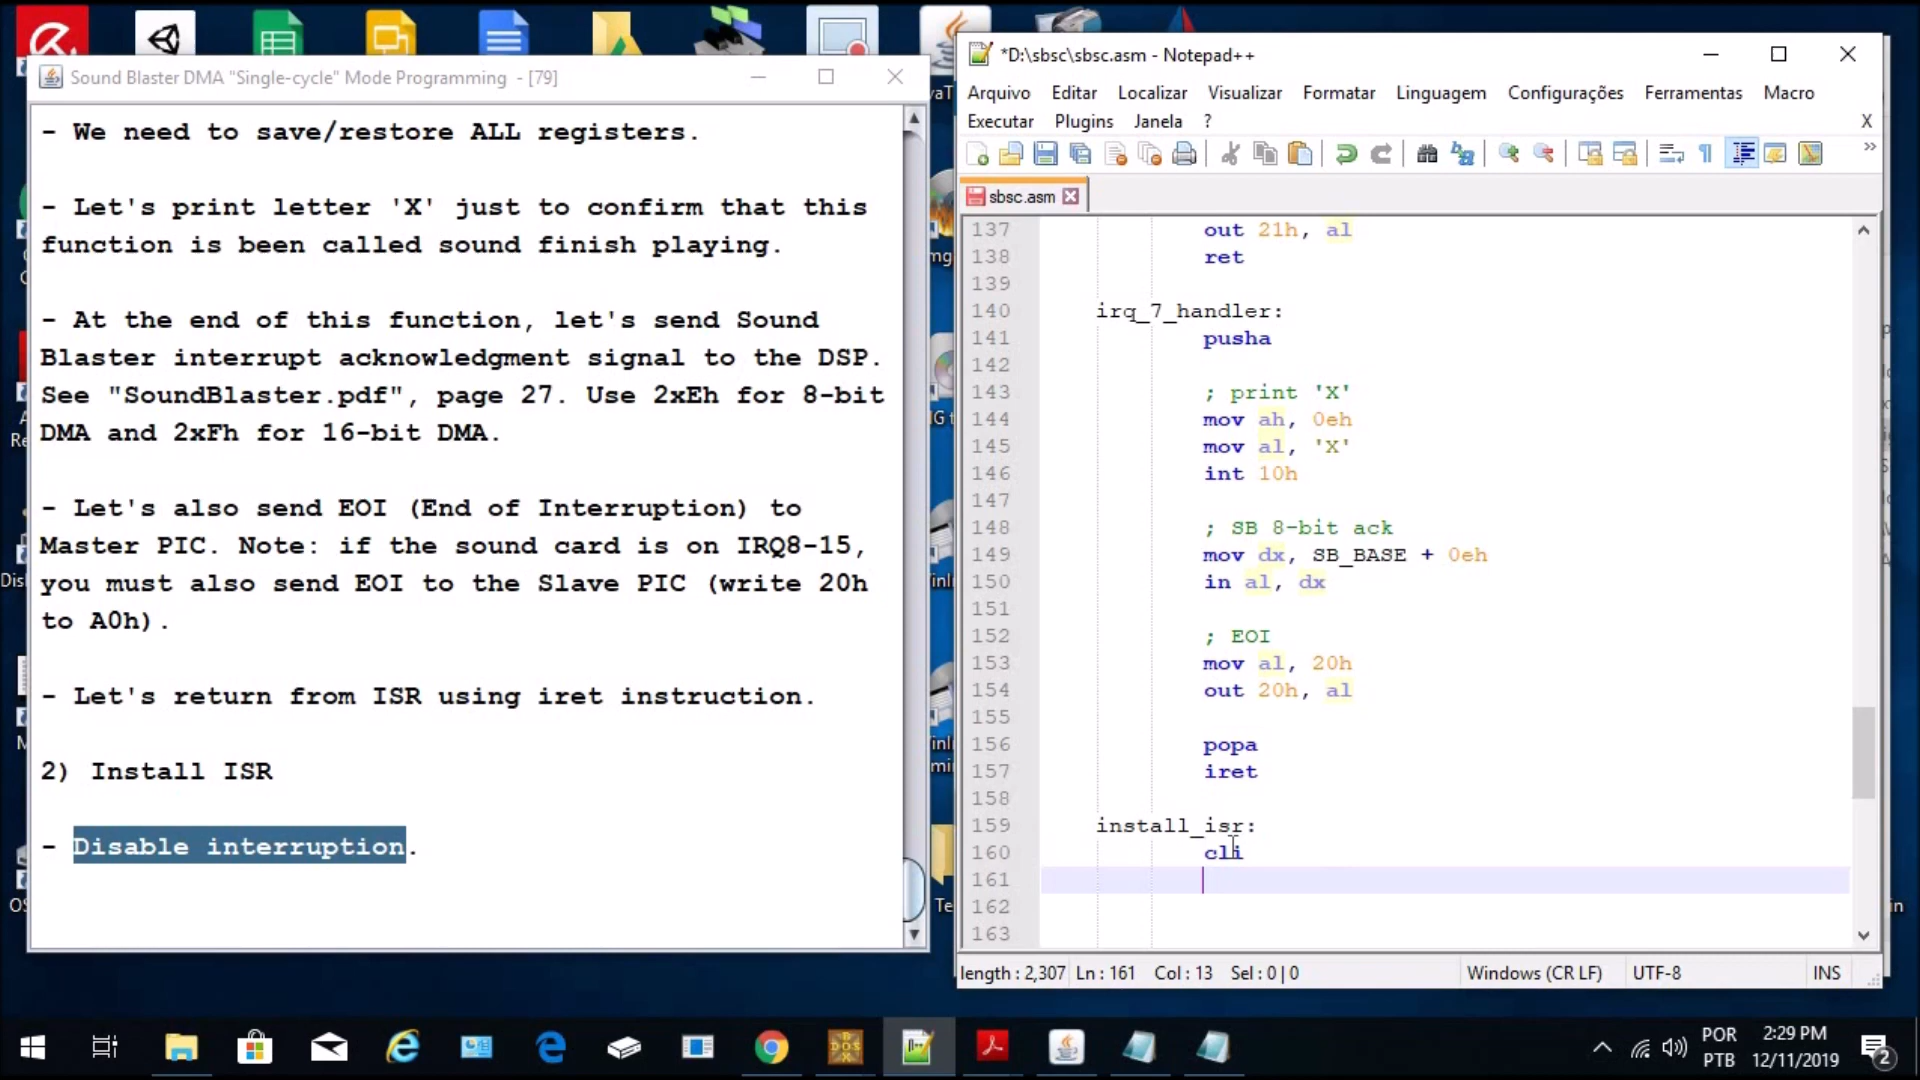 Sound Blaster DMA "Single-cycle" Mode Programming - [79]
- We need to save/restore ALL registers.
- Let's print letter 'X' just to confirm that this
function is been called sound finish playing.
- At the end of this function, let's send Sound
Blaster interrupt acknowledgment signal to the DSP.
See "SoundBlaster.pdf", page 27. Use 2xEh for 8-bit
DMA and 2xFh for 16-bit DMA.
- Let's also send EOI (End of Interruption) to
Master PIC. Note: if the sound card is on IRQ8-15,
you must also send EOI to the Slave PIC (write 20h
to A0h).
- Let's return from ISR using iret instruction.
2) Install ISR
- Disable interruption.
*D:\sbsc\sbsc.asm - Notepad++
Arquivo Editar Localizar Visualizar Formatar Linguagem Configurações Ferramentas Macro
Executar Plugins Janela ? X
sbsc.asm
137 out 21h, al
138 ret
139
140 irq_7_handler:
141 pusha
142
143 ; print 'X'
144 mov ah, 0eh
145 mov al, 'X'
146 int 10h
147
148 ; SB 8-bit ack
149 mov dx, SB_BASE + 0eh
150 in al, dx
151
152 ; EOI
153 mov al, 20h
154 out 20h, al
155
156 popa
157 iret
158
159 install_isr:
160 cli
161
162
163
length : 2,307 Ln : 161 Col : 13 Sel : 0 | 0 Windows (CR LF) UTF-8 INS
POR
PTB
2:29 PM
12/11/2019
2